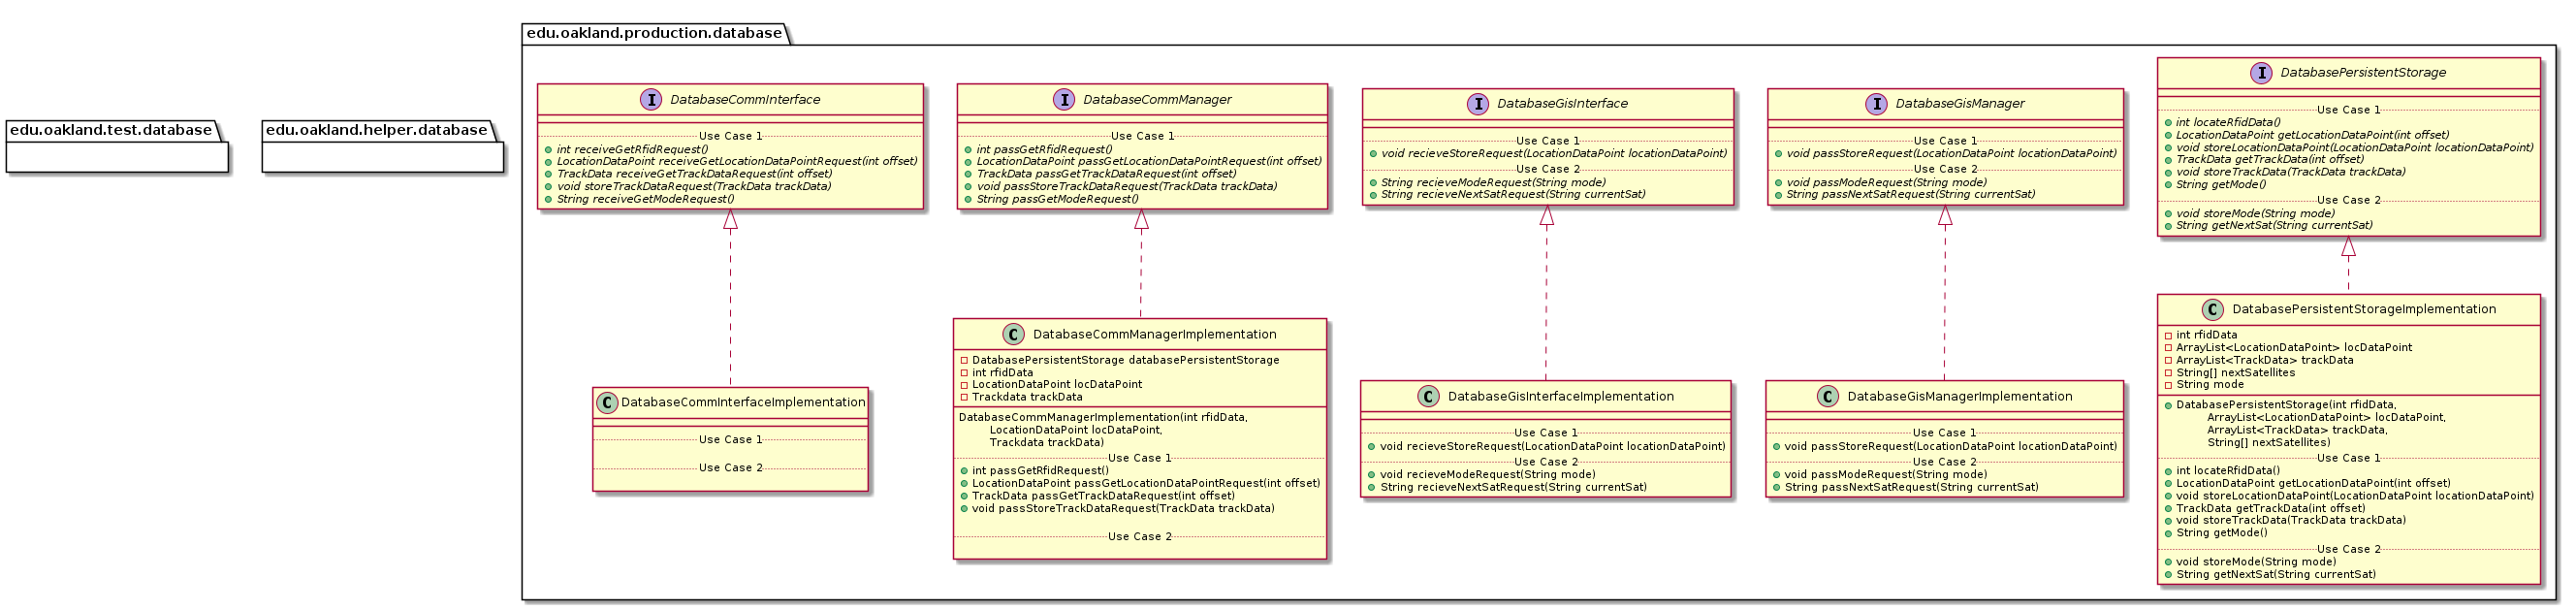 edu.oakland.test.database
edu.oakland.helper.database
edu.oakland.production.database
I DatabaseCommInterface
Use Case 1
int receiveGetRfidRequest()
LocationDataPoint receiveGetLocationDataPointRequest(int offset)
TrackData receiveGetTrackDataRequest(int offset)
void storeTrackDataRequest(TrackData trackData)
String receiveGetModeRequest()
I DatabaseCommManager
Use Case 1
int passGetRfidRequest()
LocationDataPoint passGetLocationDataPointRequest(int offset)
TrackData passGetTrackDataRequest(int offset)
void passStoreTrackDataRequest(TrackData trackData)
String passGetModeRequest()
I DatabaseGisInterface
Use Case 1
void recieveStoreRequest(LocationDataPoint locationDataPoint)
Use Case 2
String recieveModeRequest(String mode)
String recieveNextSatRequest(String currentSat)
I DatabaseGisManager
Use Case 1
void passStoreRequest(LocationDataPoint locationDataPoint)
Use Case 2
void passModeRequest(String mode)
String passNextSatRequest(String currentSat)
I DatabasePersistentStorage
Use Case 1
int locateRfidData()
LocationDataPoint getLocationDataPoint(int offset)
void storeLocationDataPoint(LocationDataPoint locationDataPoint)
TrackData getTrackData(int offset)
void storeTrackData(TrackData trackData)
String getMode()
Use Case 2
void storeMode(String mode)
String getNextSat(String currentSat)
C DatabaseCommInterfaceImplementation
Use Case 1
Use Case 2
C DatabaseCommManagerImplementation
DatabasePersistentStorage databasePersistentStorage
int rfidData
LocationDataPoint locDataPoint
Trackdata trackData
DatabaseCommManagerImplementation(int rfidData,
LocationDataPoint locDataPoint,
Trackdata trackData)
Use Case 1
int passGetRfidRequest()
LocationDataPoint passGetLocationDataPointRequest(int offset)
TrackData passGetTrackDataRequest(int offset)
void passStoreTrackDataRequest(TrackData trackData)
Use Case 2
C DatabaseGisInterfaceImplementation
Use Case 1
void recieveStoreRequest(LocationDataPoint locationDataPoint)
Use Case 2
void recieveModeRequest(String mode)
String recieveNextSatRequest(String currentSat)
C DatabaseGisManagerImplementation
Use Case 1
void passStoreRequest(LocationDataPoint locationDataPoint)
Use Case 2
void passModeRequest(String mode)
String passNextSatRequest(String currentSat)
C DatabasePersistentStorageImplementation
int rfidData
ArrayList<LocationDataPoint> locDataPoint
ArrayList<TrackData> trackData
String[] nextSatellites
String mode
DatabasePersistentStorage(int rfidData,
ArrayList<LocationDataPoint> locDataPoint,
ArrayList<TrackData> trackData,
String[] nextSatellites)
Use Case 1
int locateRfidData()
LocationDataPoint getLocationDataPoint(int offset)
void storeLocationDataPoint(LocationDataPoint locationDataPoint)
TrackData getTrackData(int offset)
void storeTrackData(TrackData trackData)
String getMode()
Use Case 2
void storeMode(String mode)
String getNextSat(String currentSat)